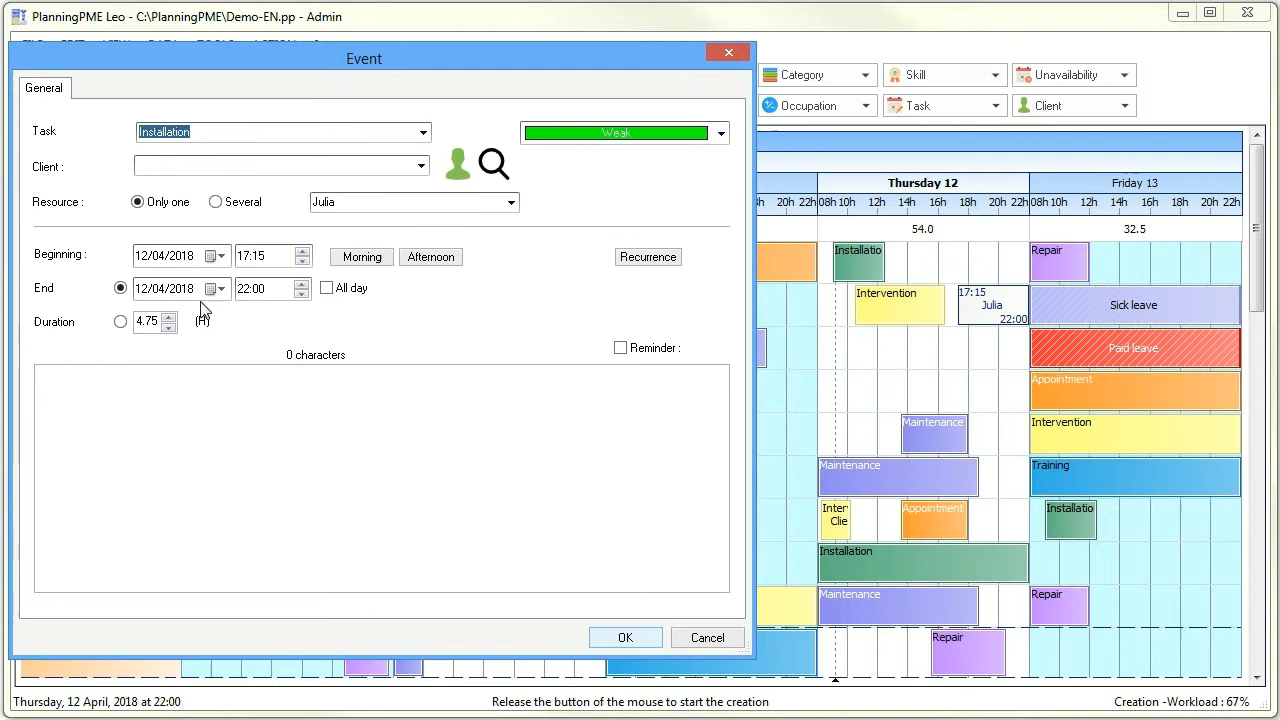 PlanningPME Leo - C:\PlanningPME\Demo-EN.pp - Admin
Event
Category
Skill
Unavailability
General
Occupation
Task
Client
Task
Installation
Weak
Client :
Resource :
Only one
Several
Julia
Thursday 12
Friday 13
20h 22h 08h 10h 12h 14h 16h 18h 20h 22h 08h 10h 12h 14h 16h 18h 20h 22h
54.0
32.5
Beginning :
12/04/2018
17:15
Morning
Afternoon
Recurrence
Installatio
Repair
End
12/04/2018
22:00
All day
Intervention
17:15
Julia
22:00
Sick leave
Duration
4.75
(H)
0 characters
Reminder :
Paid leave
Appointment
Maintenance
Intervention
Maintenance
Training
Inter
Clie
Appointment
Installatio
Installation
Maintenance
Repair
OK
Cancel
Repair
Thursday, 12 April, 2018 at 22:00
Release the button of the mouse to start the creation
Creation -Workload : 67%